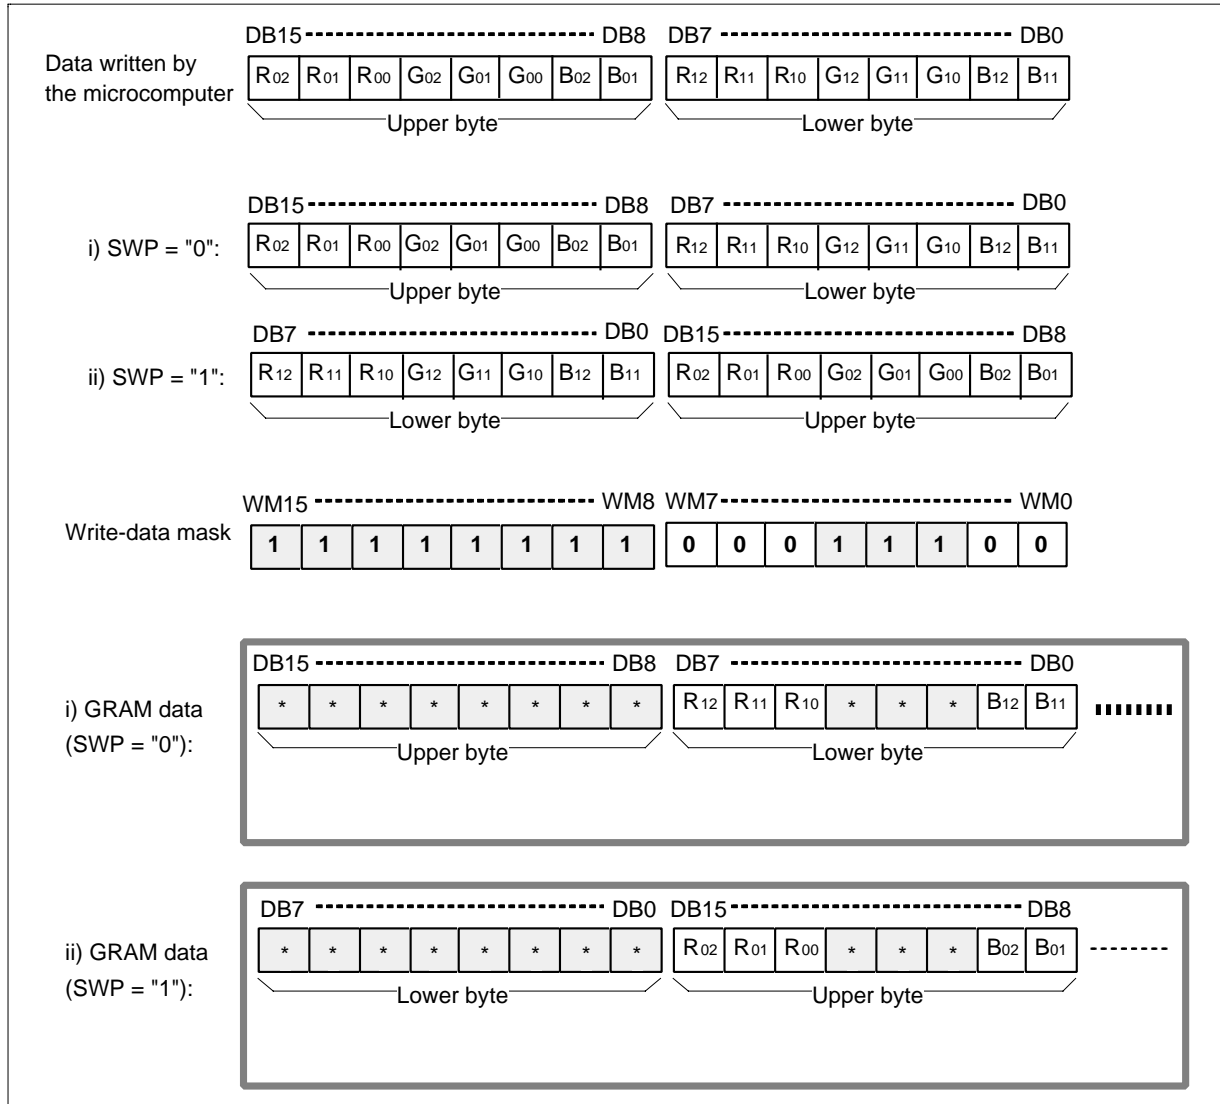 DB15 DB8 DB7 DB0
Data written by
the microcomputer
R02 R01 R00 G02 G01 G00 B02 B01 R12 R11 R10 G12 G11 G10 B12 B11
Upper byte Lower byte
DB15 DB8 DB7 DB0
i) SWP = "0": R02 R01 R00 G02 G01 G00 B02 B01 R12 R11 R10 G12 G11 G10 B12 B11
Upper byte Lower byte
DB7 DB0 DB15 DB8
ii) SWP = "1": R12 R11 R10 G12 G11 G10 B12 B11 R02 R01 R00 G02 G01 G00 B02 B01
Lower byte Upper byte
WM15 WM8 WM7 WM0
Write-data mask 1 1 1 1 1 1 1 1 0 0 0 1 1 1 0 0
DB15 DB8 DB7 DB0
i) GRAM data * * * * * * * * R12 R11 R10 * * * B12 B11
(SWP = "0"):
Upper byte Lower byte
DB7 DB0 DB15 DB8
ii) GRAM data * * * * * * * * R02 R01 R00 * * * B02 B01
(SWP = "1"):
Lower byte Upper byte